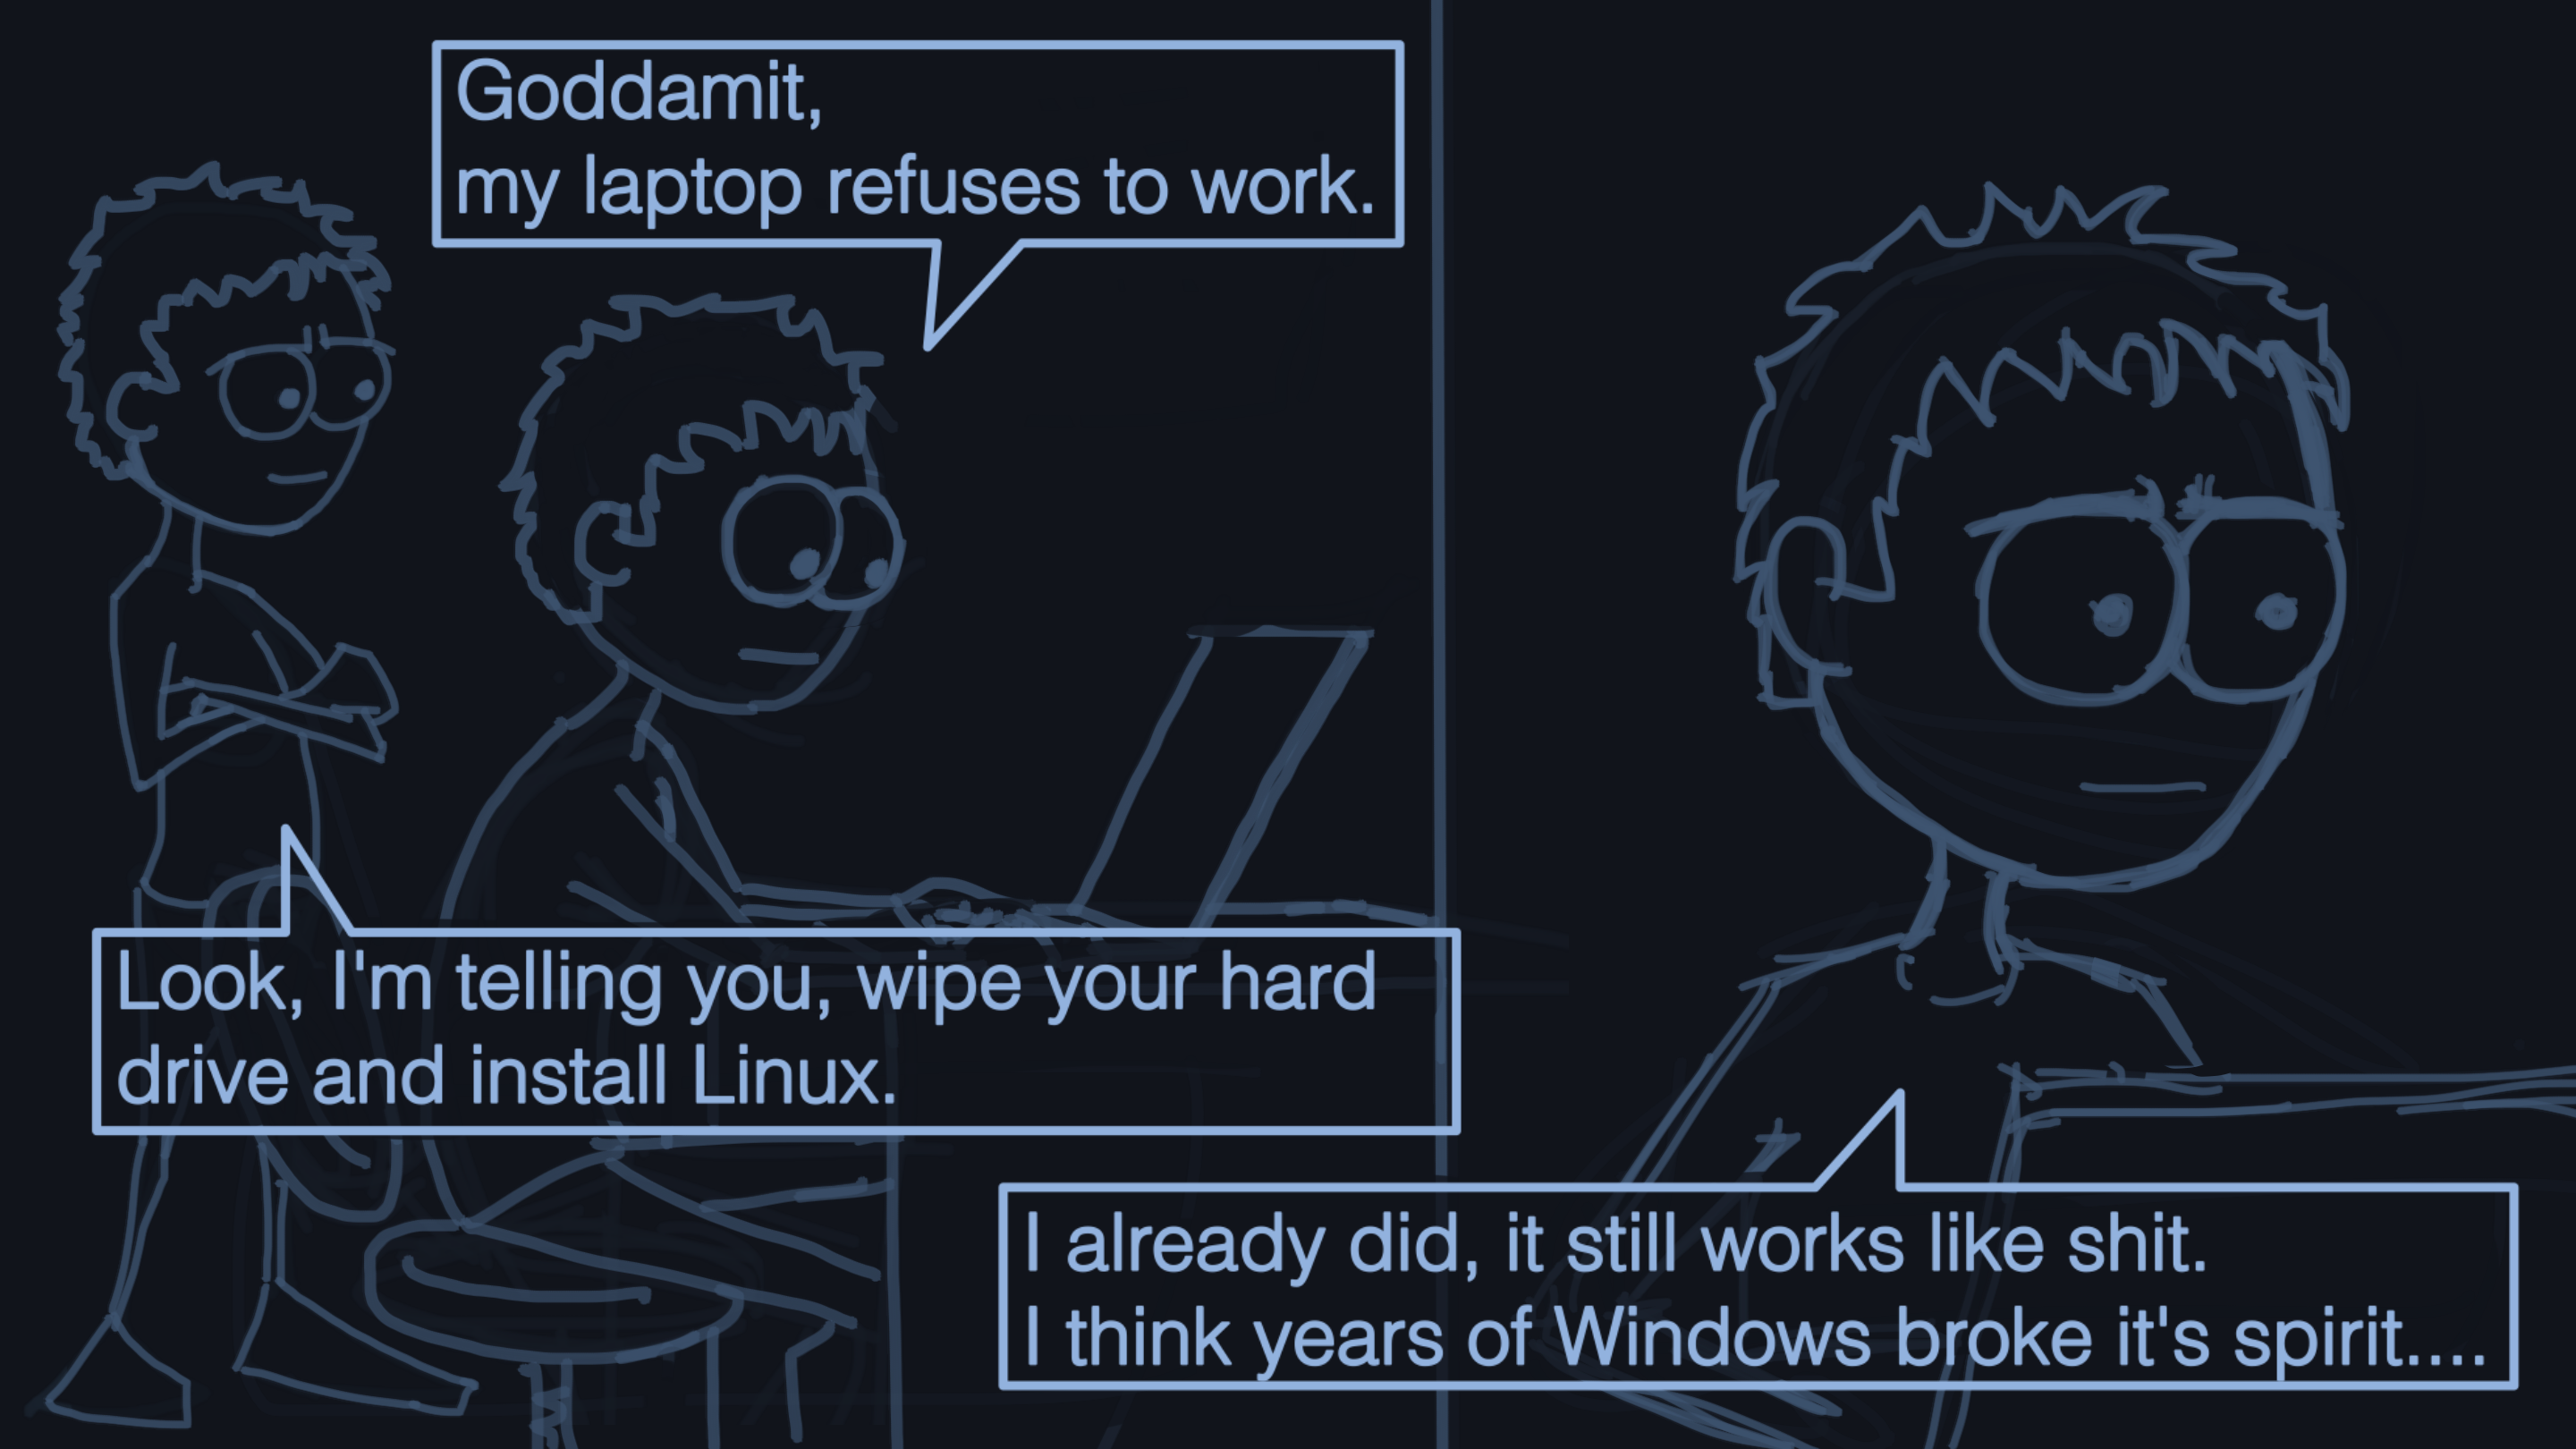 Goddamit,
my laptop refuses to work.
Look, I'm telling you, wipe your hard
drive and install Linux.
I already did, it still works like shit.
I think years of Windows broke it's spirit....